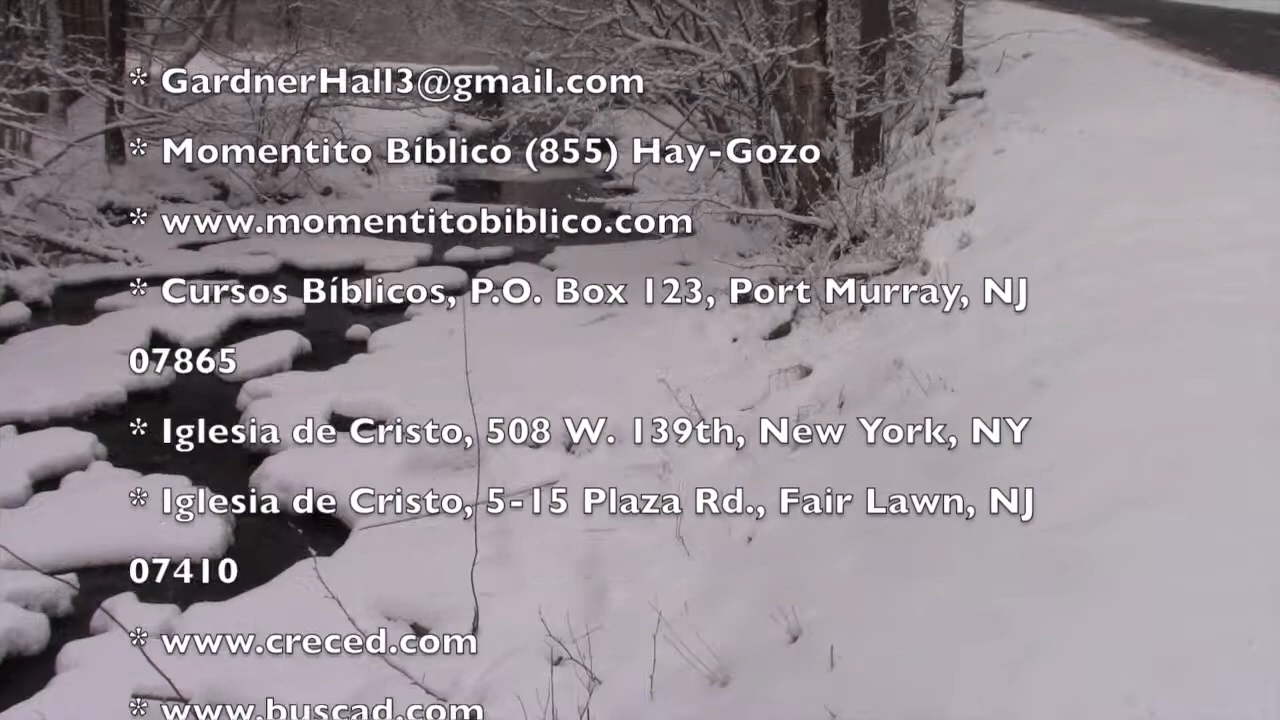 * GardnerHall3@gmail.com
* Momentito Bíblico (855) Hay-Gozo
* www.momentitobiblico.com
* Cursos Bíblicos, P.O. Box 123, Port Murray, NJ
07865
* Iglesia de Cristo, 508 W. 139th, New York, NY
* Iglesia de Cristo, 5-15 Plaza Rd., Fair Lawn, NJ
07410
* www.creced.com
* www.buscad.com